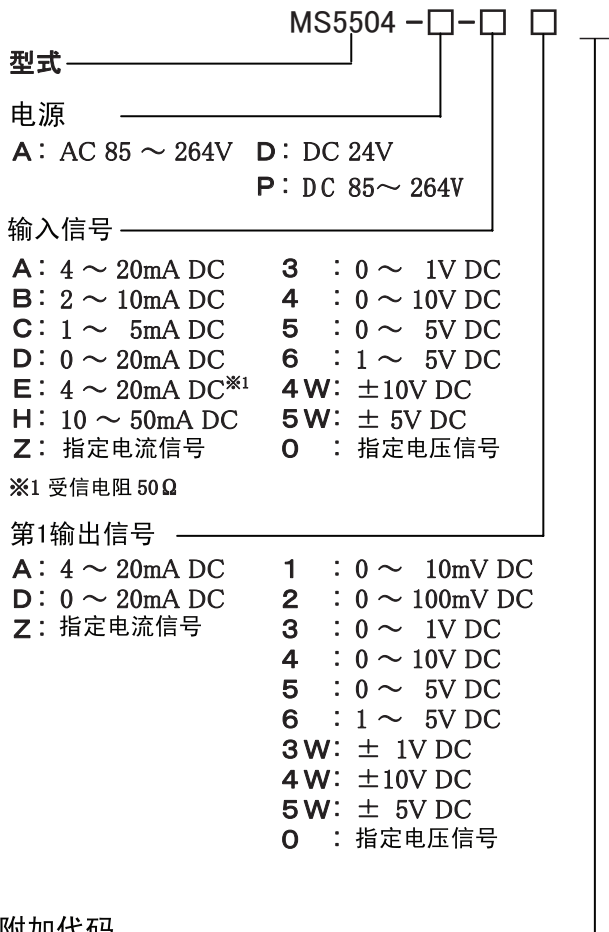 MS5504 －□－□ □
型式
电源
A： AC 85 ～ 264V D： DC 24V
P： DC 85～ 264V
输入信号
A： 4 ～ 20mA DC 3 ： 0 ～ 1V DC
B： 2 ～ 10mA DC 4 ： 0 ～ 10V DC
C： 1 ～ 5mA DC 5 ： 0 ～ 5V DC
D： 0 ～ 20mA DC 6 ： 1 ～ 5V DC
E： 4 ～ 20mA DC※1 4W： ±10V DC
H： 10 ～ 50mA DC 5W： ± 5V DC
Z： 指定电流信号 0 ： 指定电压信号
※1 受信电阻 50Ω
第1输出信号
A： 4 ～ 20mA DC 1 ： 0 ～ 10mV DC
D： 0 ～ 20mA DC 2 ： 0 ～ 100mV DC
Z： 指定电流信号 3 ： 0 ～ 1V DC
4 ： 0 ～ 10V DC
5 ： 0 ～ 5V DC
6 ： 1 ～ 5V DC
3W： ± 1V DC
4W： ±10V DC
5W： ± 5V DC
0 ： 指定电压信号
附加代码